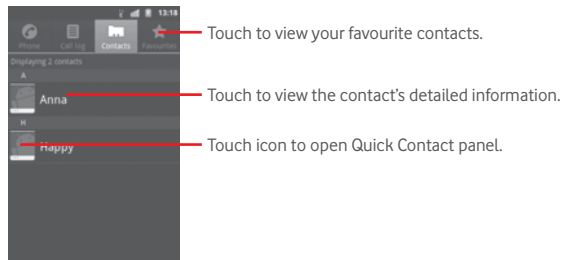 13:18
Phone Call log Contacts Favourites
Touch to view your favourite contacts.
Displaying 2 contacts
A
Anna
Touch to view the contact's detailed information.
H
Happy
Touch icon to open Quick Contact panel.